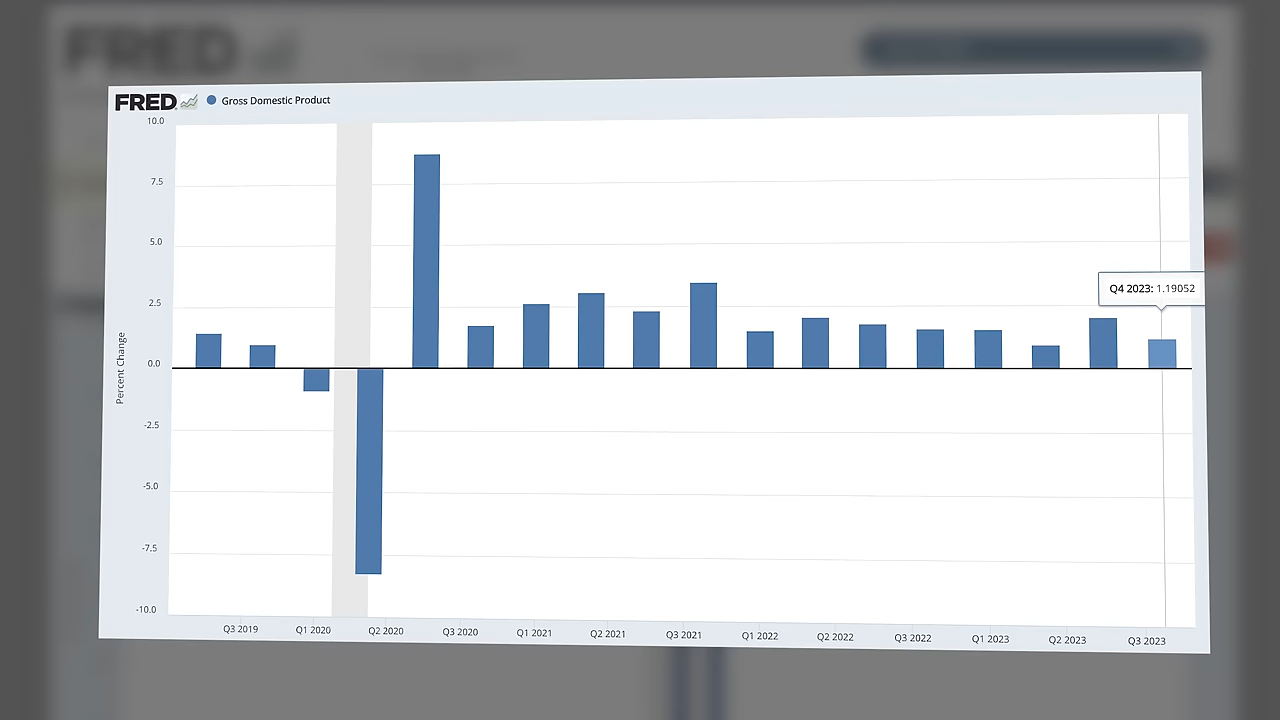 FRED
FRED Gross Domestic Product
10.0
7.5
5.0
2.5
0.0
-2.5
-5.0
-7.5
-10.0
Percent Change
Q4 2023: 1.19052
Q3 2019 Q1 2020 Q2 2020 Q3 2020 Q1 2021 Q2 2021 Q3 2021 Q1 2022 Q2 2022 Q3 2022 Q1 2023 Q2 2023 Q3 2023